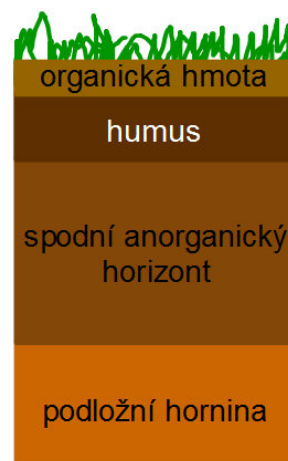 organická hmota
humus
spodní anorganický
horizont
podložní hornina